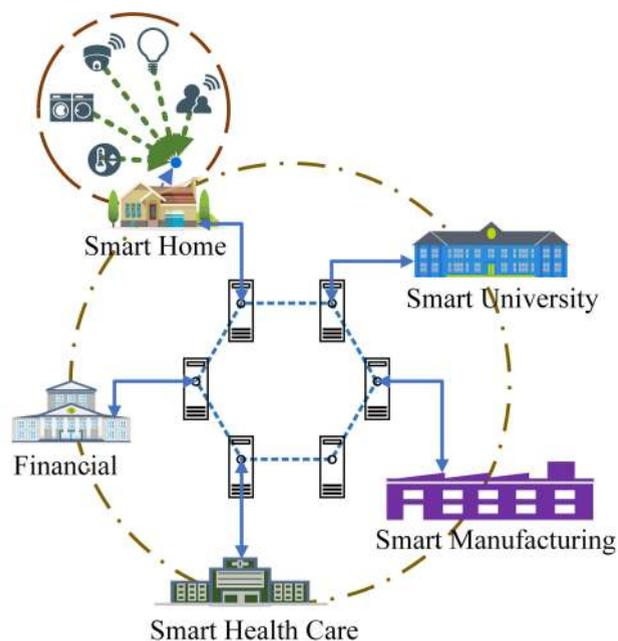 Smart Home
Smart University
Financial
Smart Manufacturing
Smart Health Care